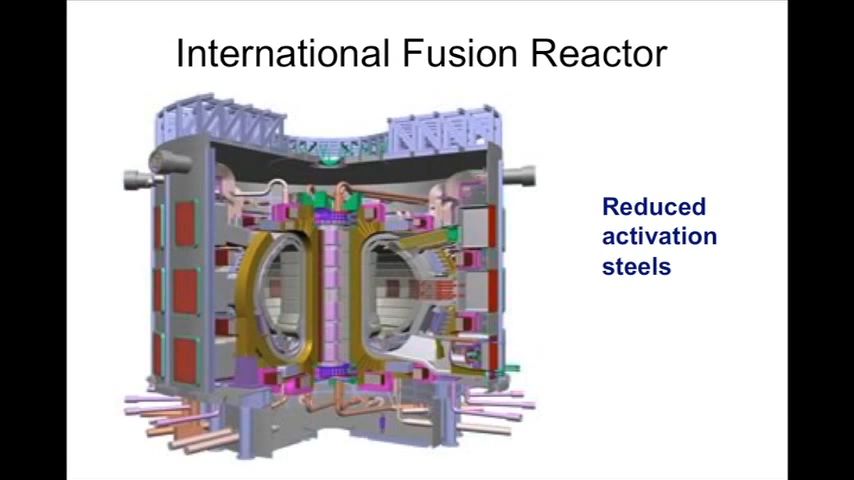 International Fusion Reactor
Reduced
activation
steels